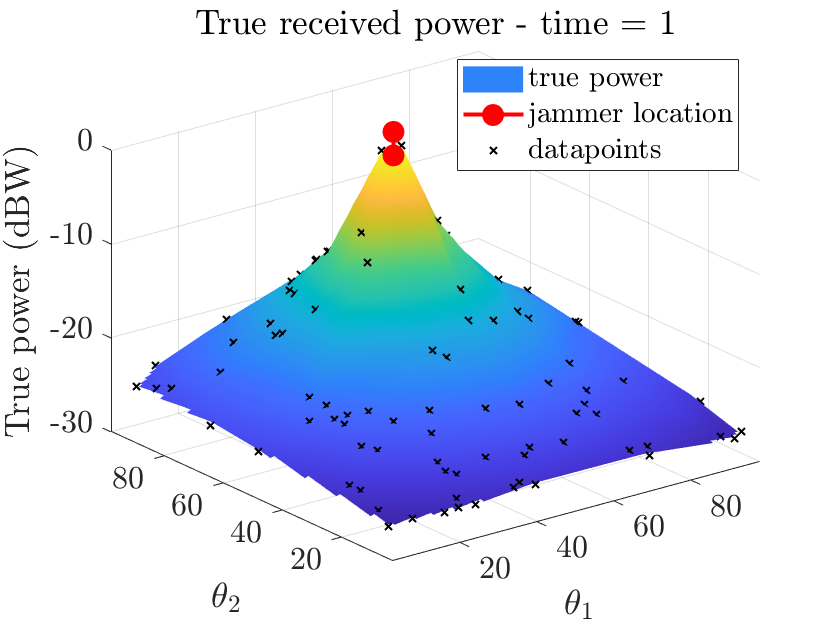 True received power - time = 1
true power
jammer location
datapoints
True power (dBW)
0
-10
-20
-30
80
60
40
20
θ₂
20
40
60
80
θ₁